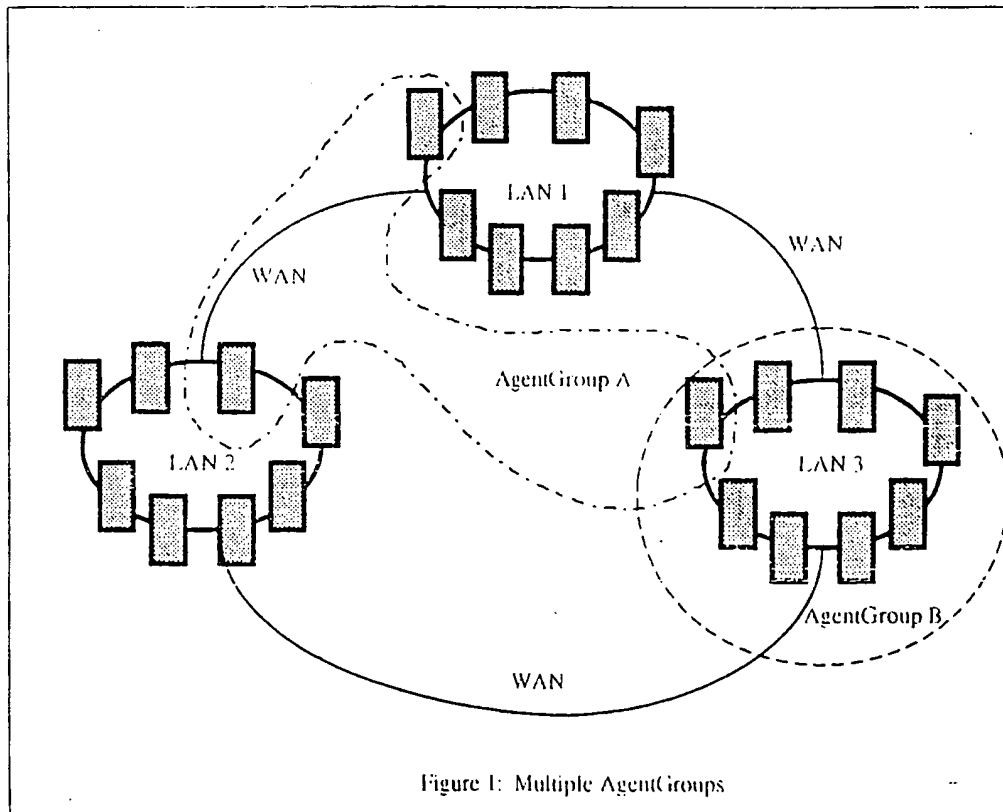 LAN 1
WAN
WAN
AgentGroup A
LAN 2
LAN 3
AgentGroup B
WAN
Figure 1: Multiple AgentGroups